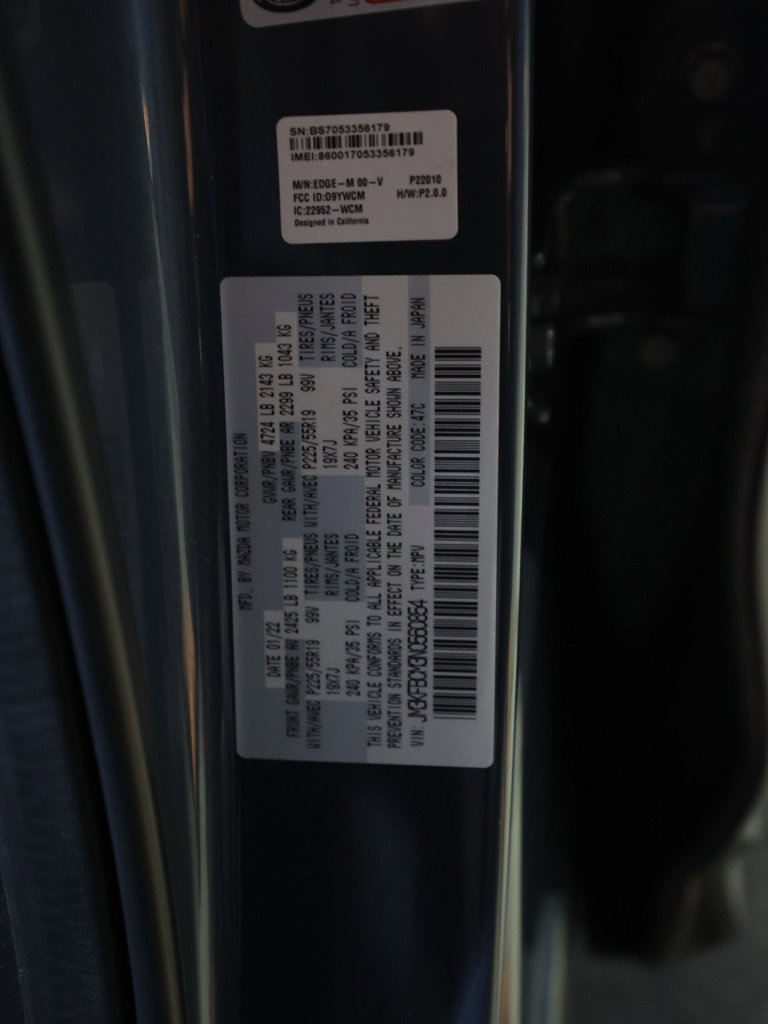 SN:BS7053356179
IMEI:860017053356179
M/N:EDGE-M 00-V P22010
FCC ID:O9YWCM H/W:P2.0.0
IC:22952-WCM
Designed in California
MFD. BY MAZDA MOTOR CORPORATION
DATE 01/22 GVWR/PNBV 4724 LB 2143 KG
FRONT GAWR/PNBE AV 2425 LB 1100 KG REAR GAWR/PNBE AR 2299 LB 1043 KG
WITH/AVEC P225/55R19 99V TIRES/PNEUS WITH/AVEC P225/55R19 99V TIRES/PNEUS
19X7J RIMS/JANTES 19X7J RIMS/JANTES
240 KPA/35 PSI COLD/A FROID 240 KPA/35 PSI COLD/A FROID
THIS VEHICLE CONFORMS TO ALL APPLICABLE FEDERAL MOTOR VEHICLE SAFETY AND THEFT
PREVENTION STANDARDS IN EFFECT ON THE DATE OF MANUFACTURE SHOWN ABOVE.
VIN: JM3KFBCM3N0560854 TYPE:MPV COLOR CODE:47C MADE IN JAPAN